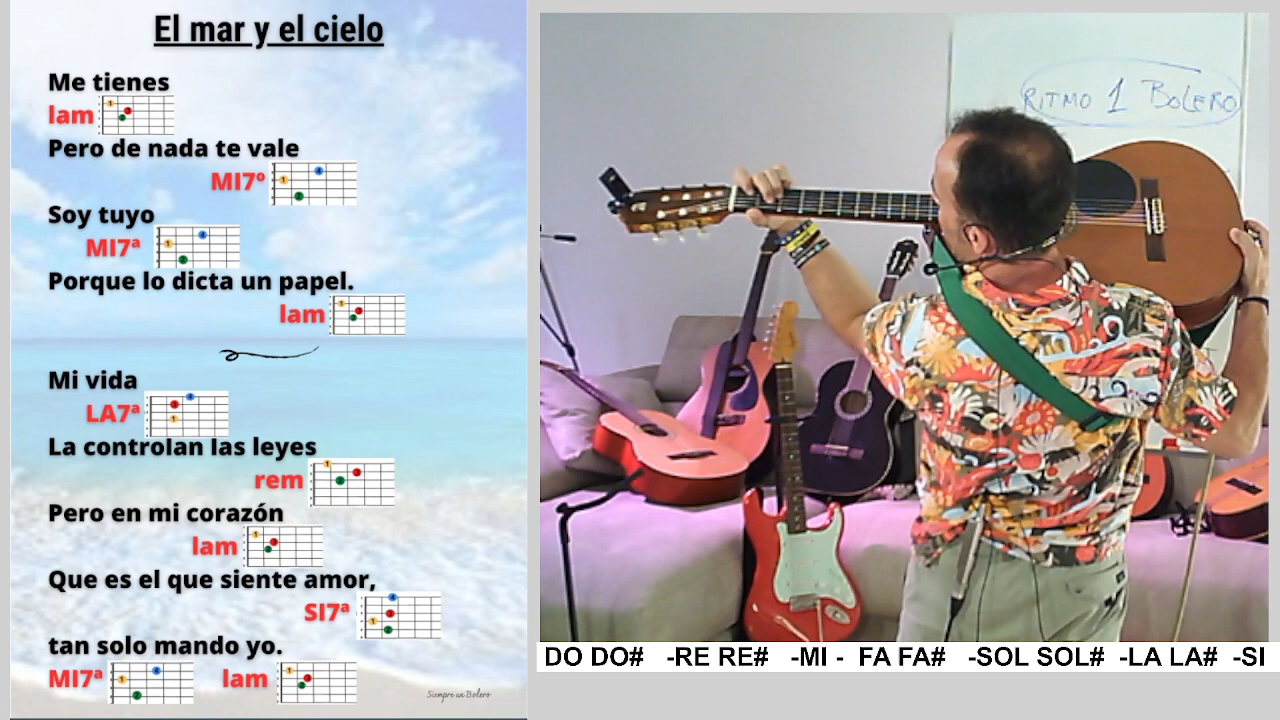 El mar y el cielo
Me tienes
lam
Pero de nada te vale
MI7º
Soy tuyo
MI7ª
Porque lo dicta un papel.
lam
Mi vida
LA7ª
La controlan las leyes
rem
Pero en mi corazón
lam
Que es el que siente amor,
SI7ª
tan solo mando yo.
MI7ª lam
Siempre un Bolero
RITMO 1 BOLERO
DO DO# -RE RE# -MI - FA FA# -SOL SOL# -LA LA# -SI